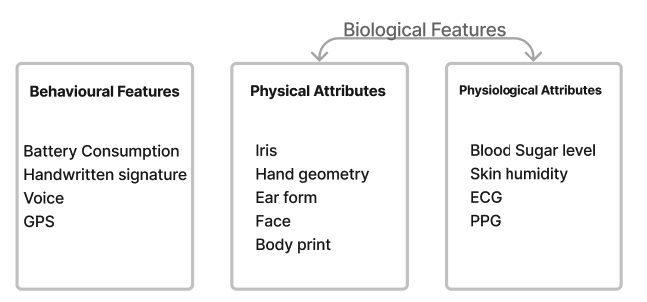 Biological Features
Behavioural Features
Battery Consumption
Handwritten signature
Voice
GPS
Physical Attributes
Iris
Hand geometry
Ear form
Face
Body print
Physiological Attributes
Blood Sugar level
Skin humidity
ECG
PPG